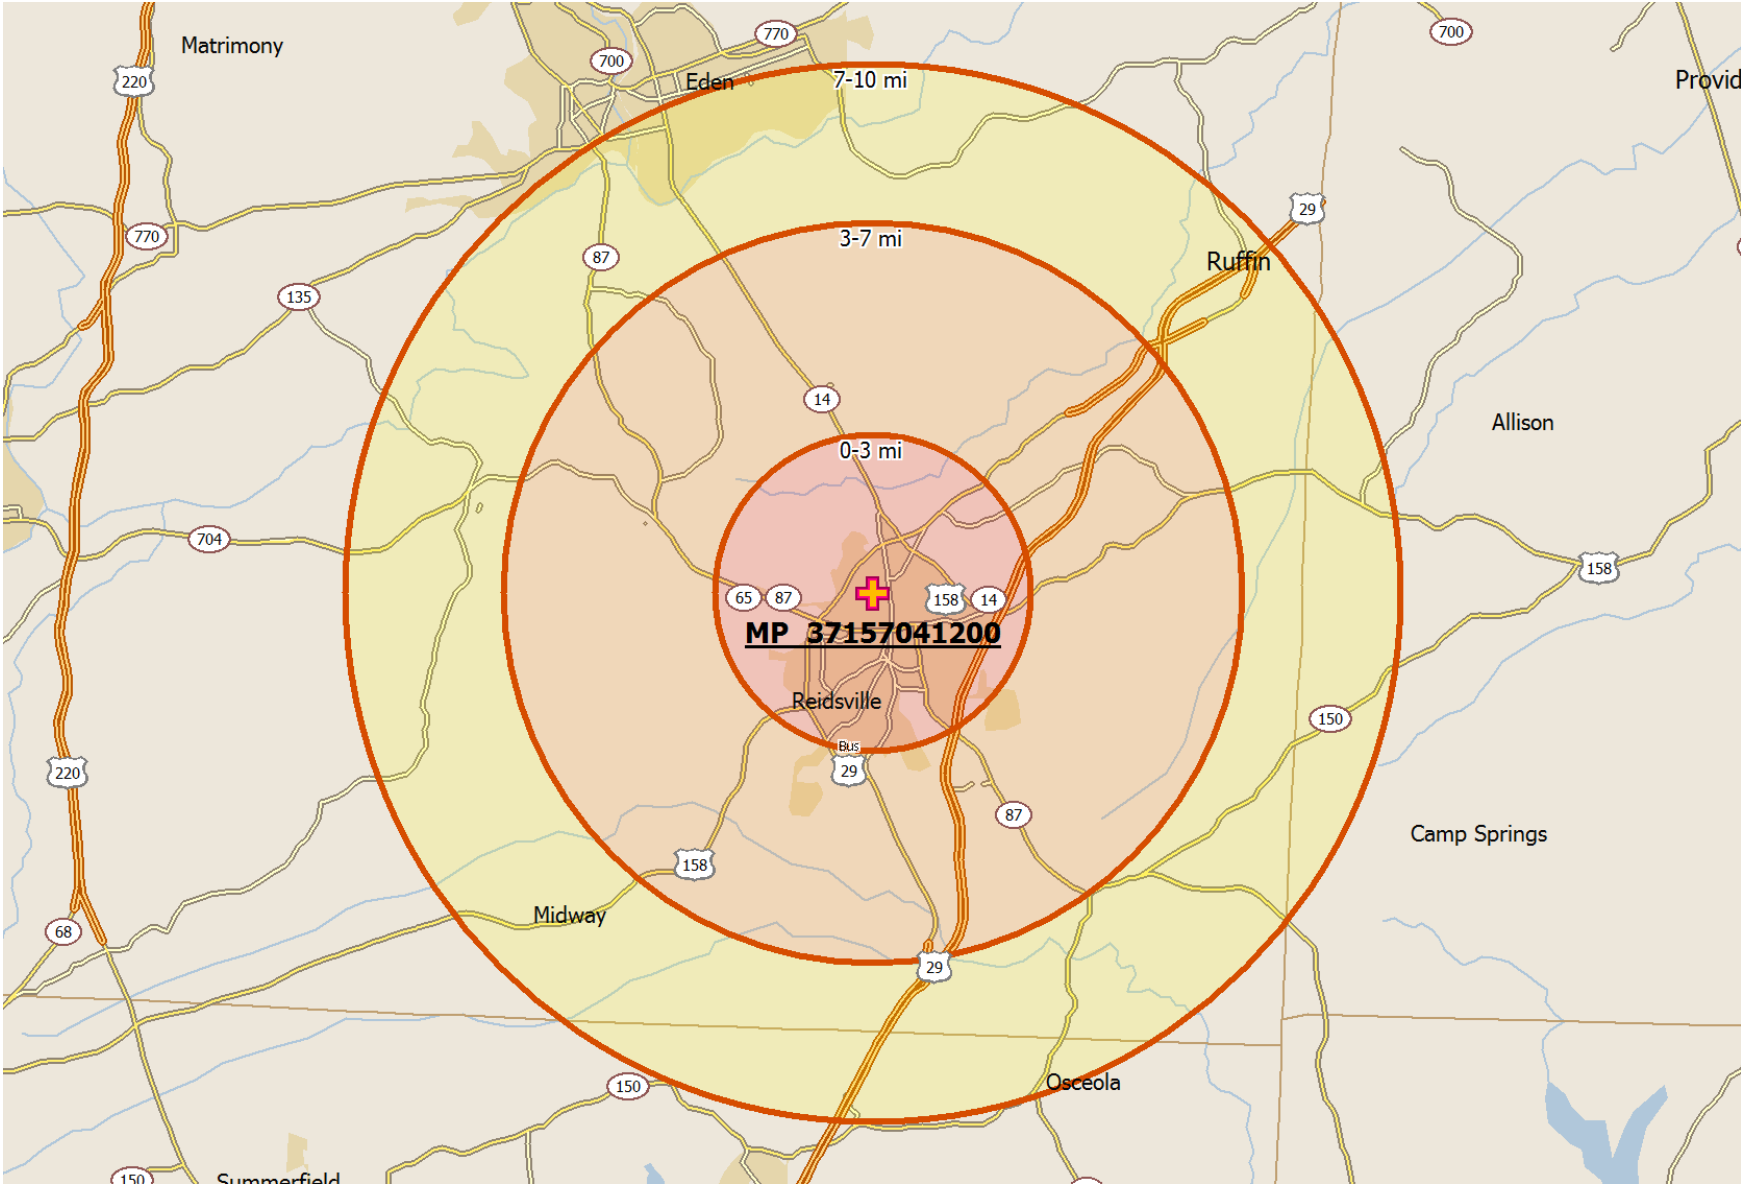 770
700
700
Matrimony
220
Eden
7-10 mi
Provid
29
770
3-7 mi
87
Ruffin
135
14
Allison
0-3 mi
704
158
65
87
158
14
MP 37157041200
Reidsville
150
Bus
29
220
87
Camp Springs
158
Midway
68
29
150
Osceola
150
Summerfield